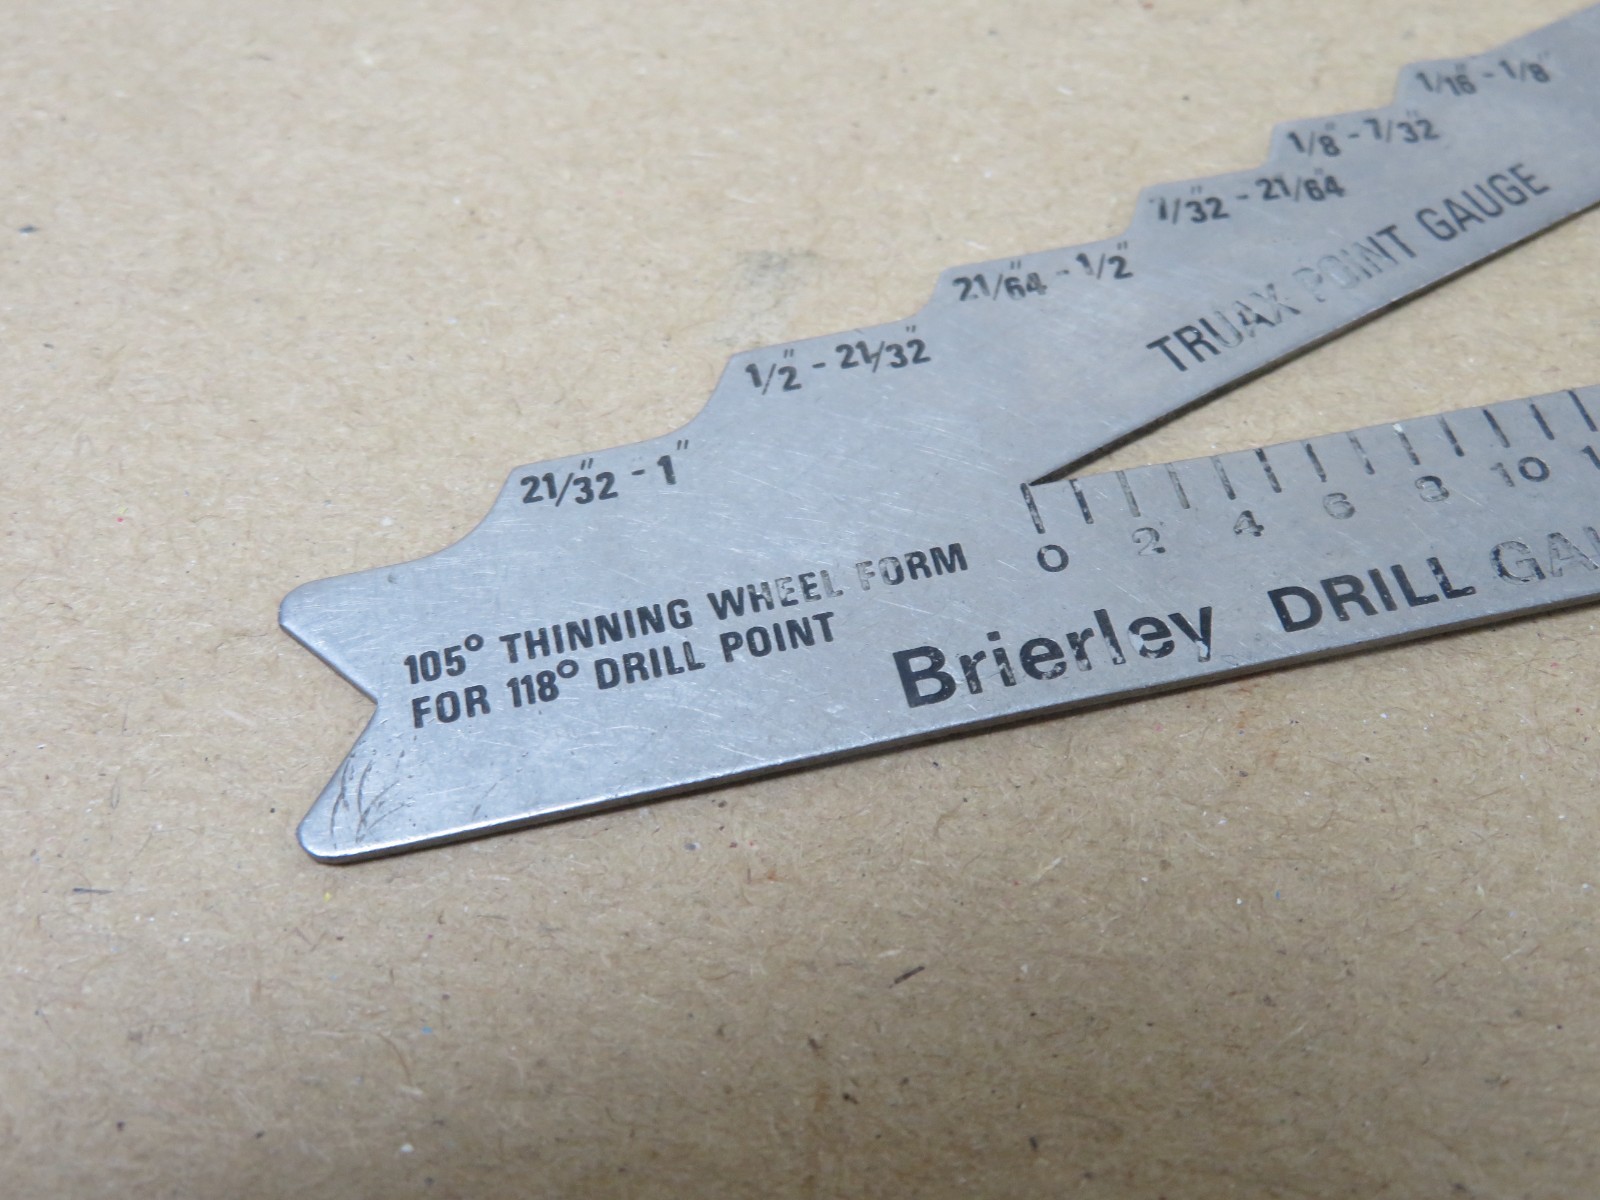 1/16" - 1/8"
1/8" - 7/32"
7/32" - 21/64"
21/64" - 1/2"
1/2" - 21/32"
21/32" - 1"
TRUAX POINT GAUGE
0 2 4 6 8 10
105° THINNING WHEEL FORM
FOR 118° DRILL POINT
Brierley DRILL